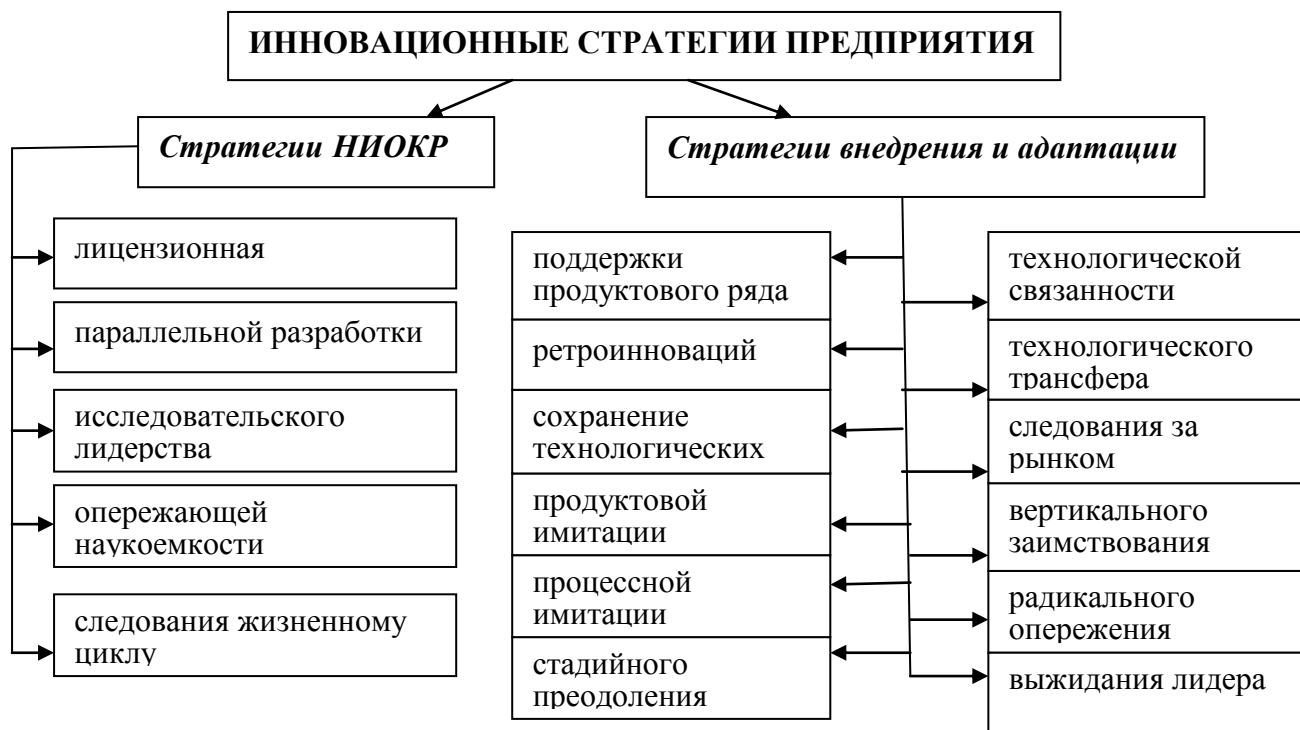 ИННОВАЦИОННЫЕ СТРАТЕГИИ ПРЕДПРИЯТИЯ
Стратегии НИОКР
Стратегии внедрения и адаптации
лицензионная
параллельной разработки
исследовательского
лидерства
опережающей
наукоемкости
следования жизненному
циклу
поддержки
продуктового ряда
ретроинноваций
сохранение
технологических
продуктовой
имитации
процессной
имитации
стадийного
преодоления
технологической
связанности
технологического
трансфера
следования за
рынком
вертикального
заимствования
радикального
опережения
выжидания лидера